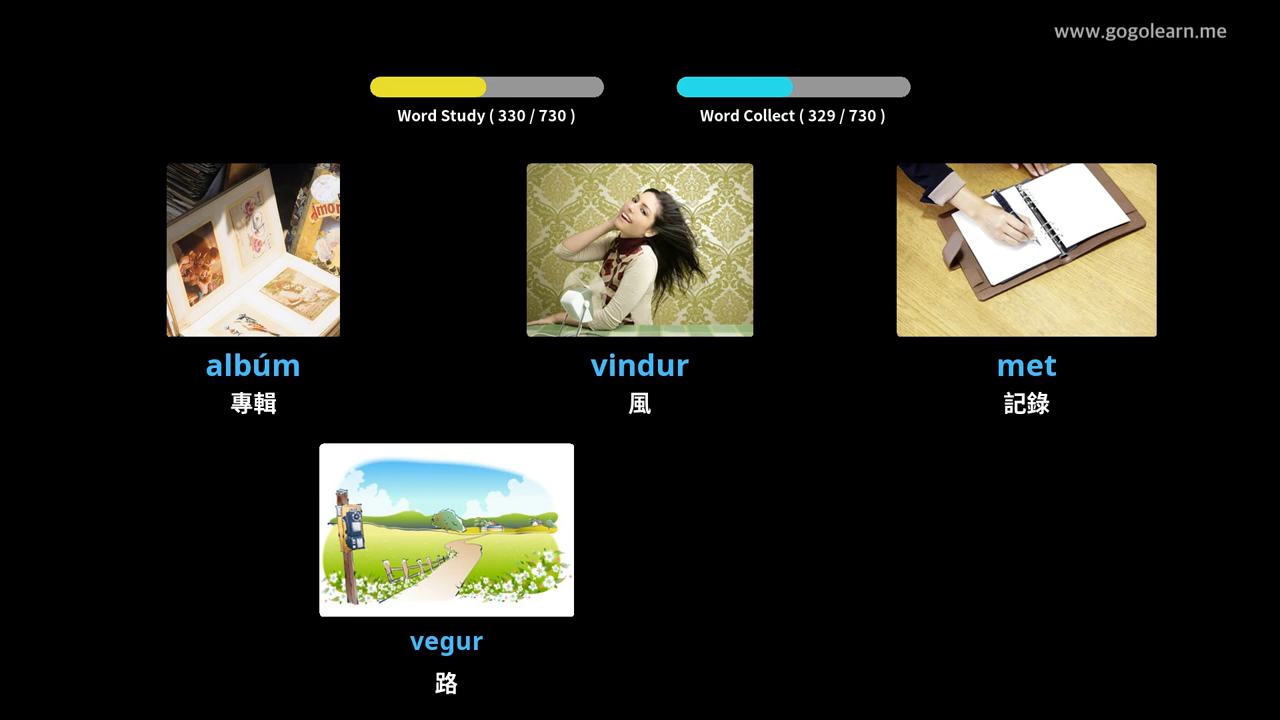 www.gogolearn.me
Word Study ( 330 / 730 )
Word Collect ( 329 / 730 )
albúm
專輯
vindur
風
met
記錄
vegur
路